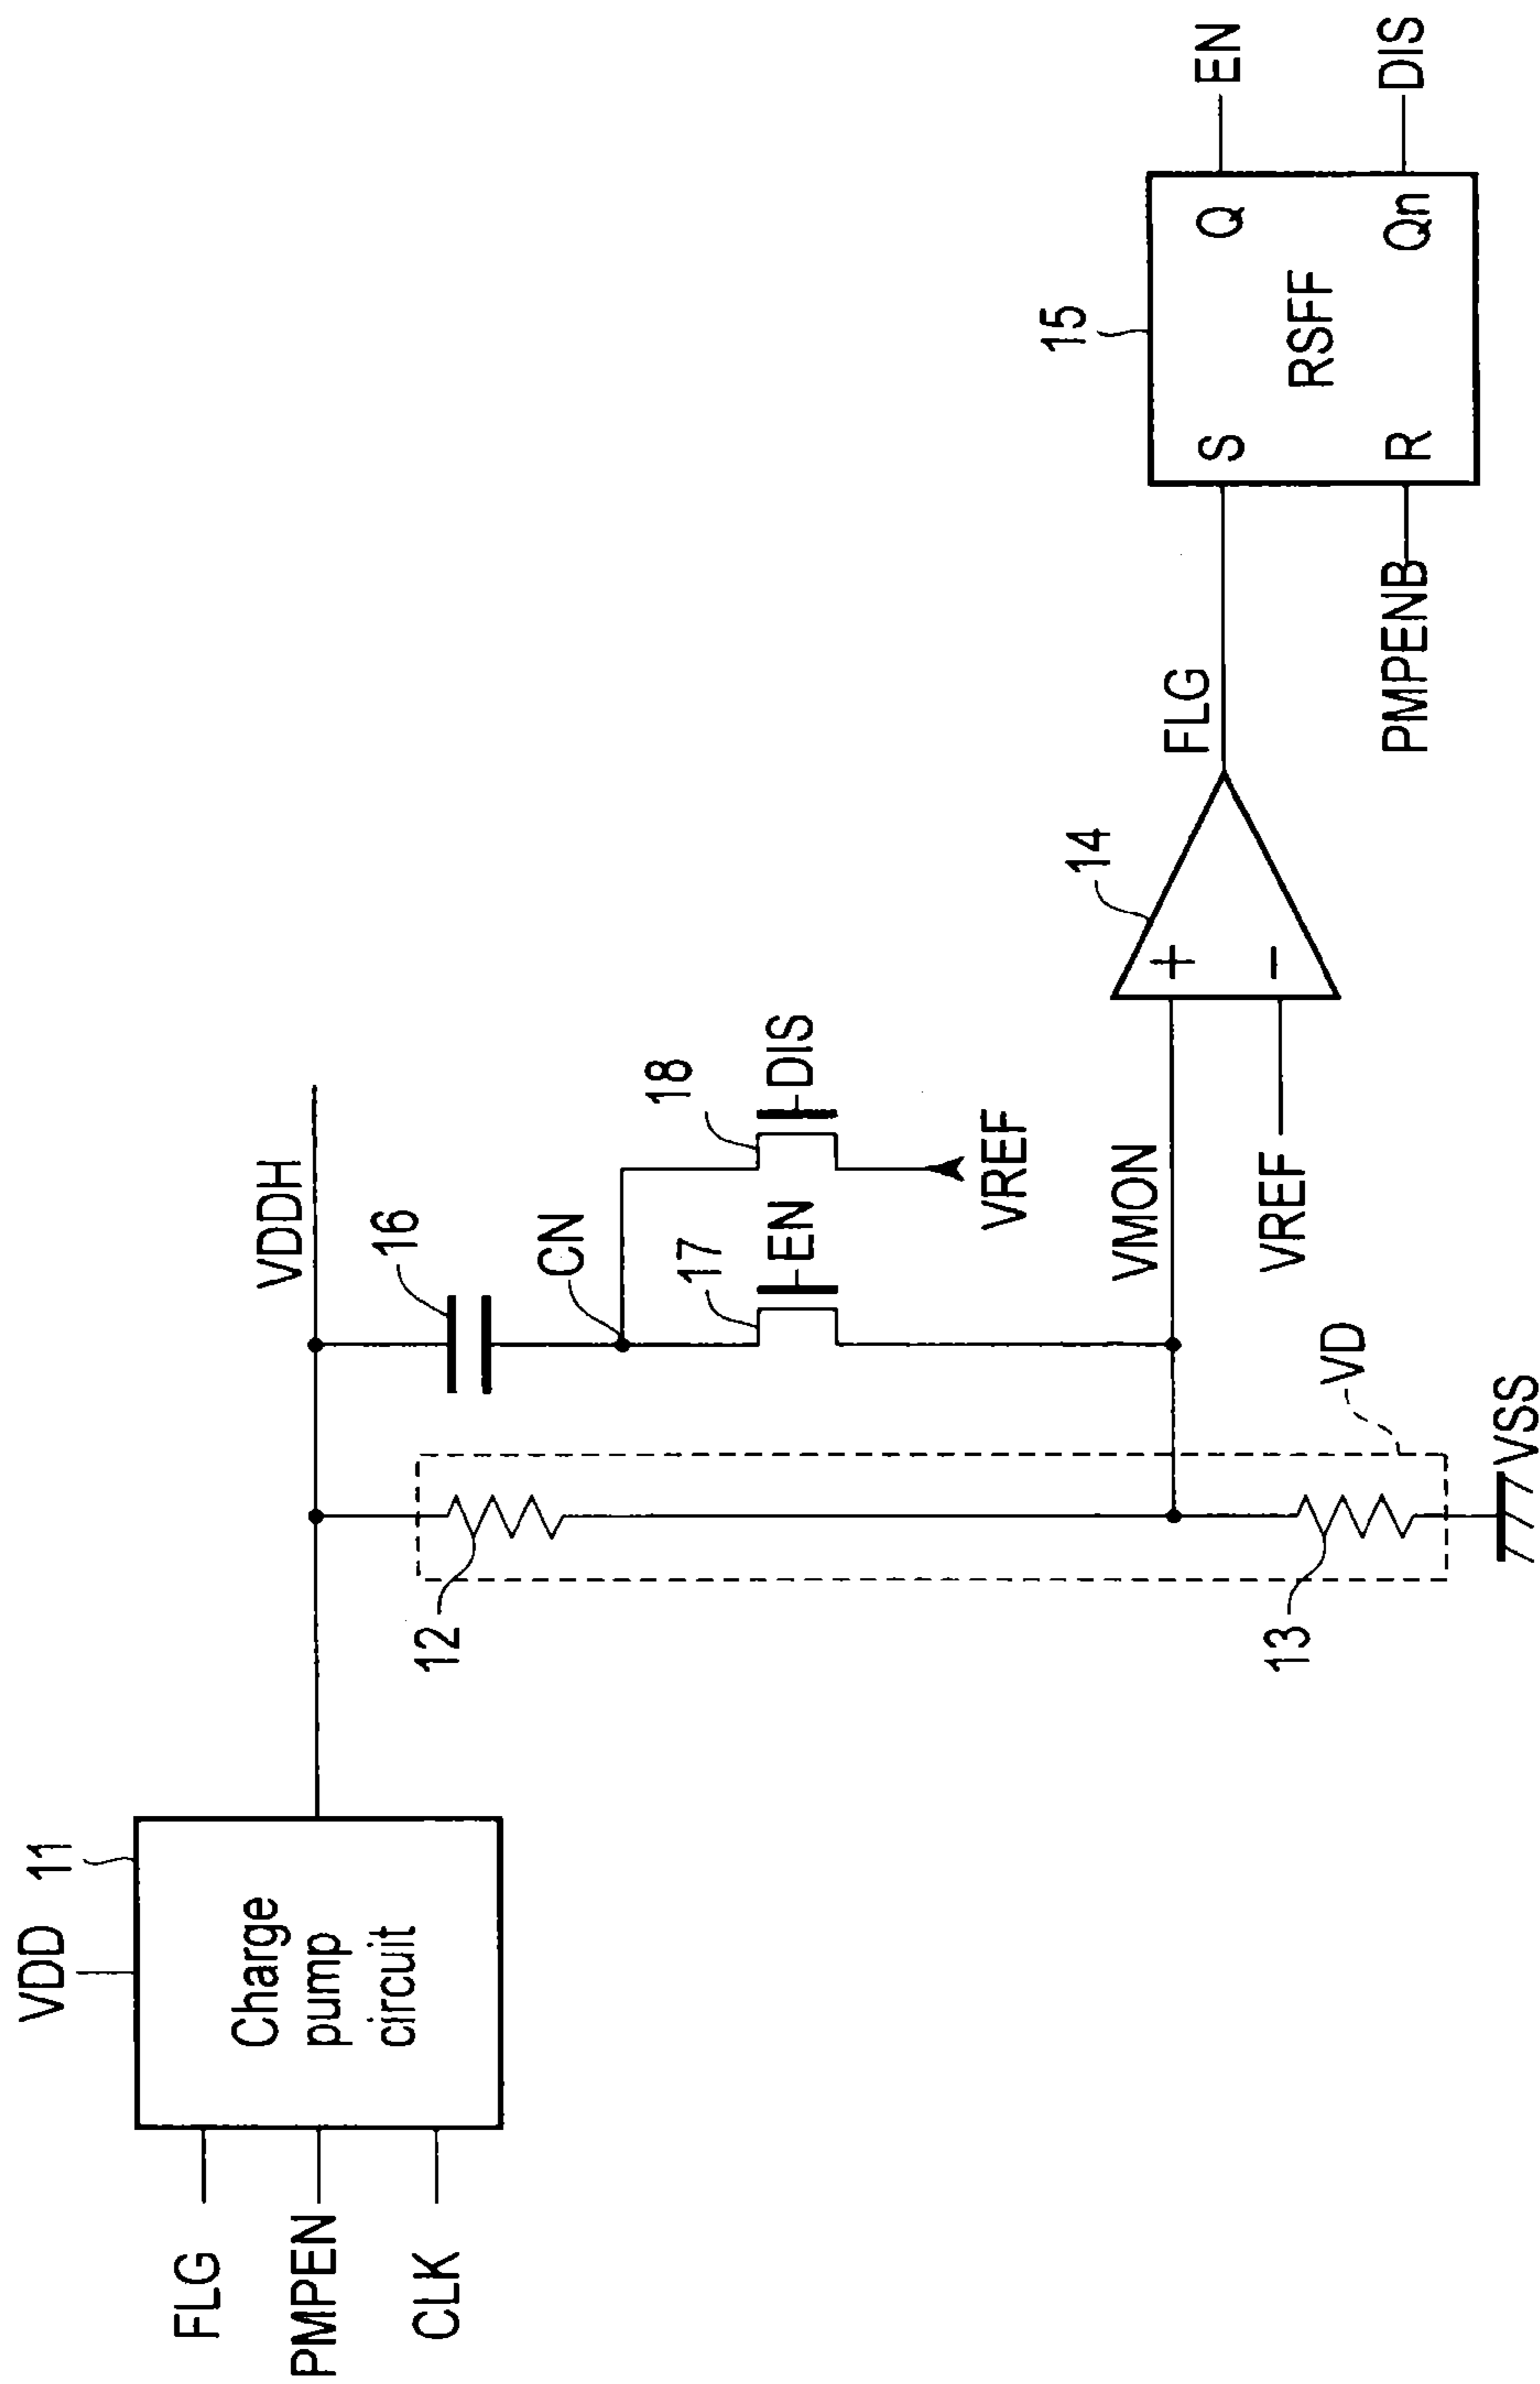 VDD
11
FLG
PMPEN
CLK
Charge
pump
circuit
VDDH
12
16
CN
17
EN
18
DIS
VREF
13
VD
VSS
VMON
VREF
14
FLG
PMPENB
15
S
R
RSFF
Q
Qn
EN
DIS